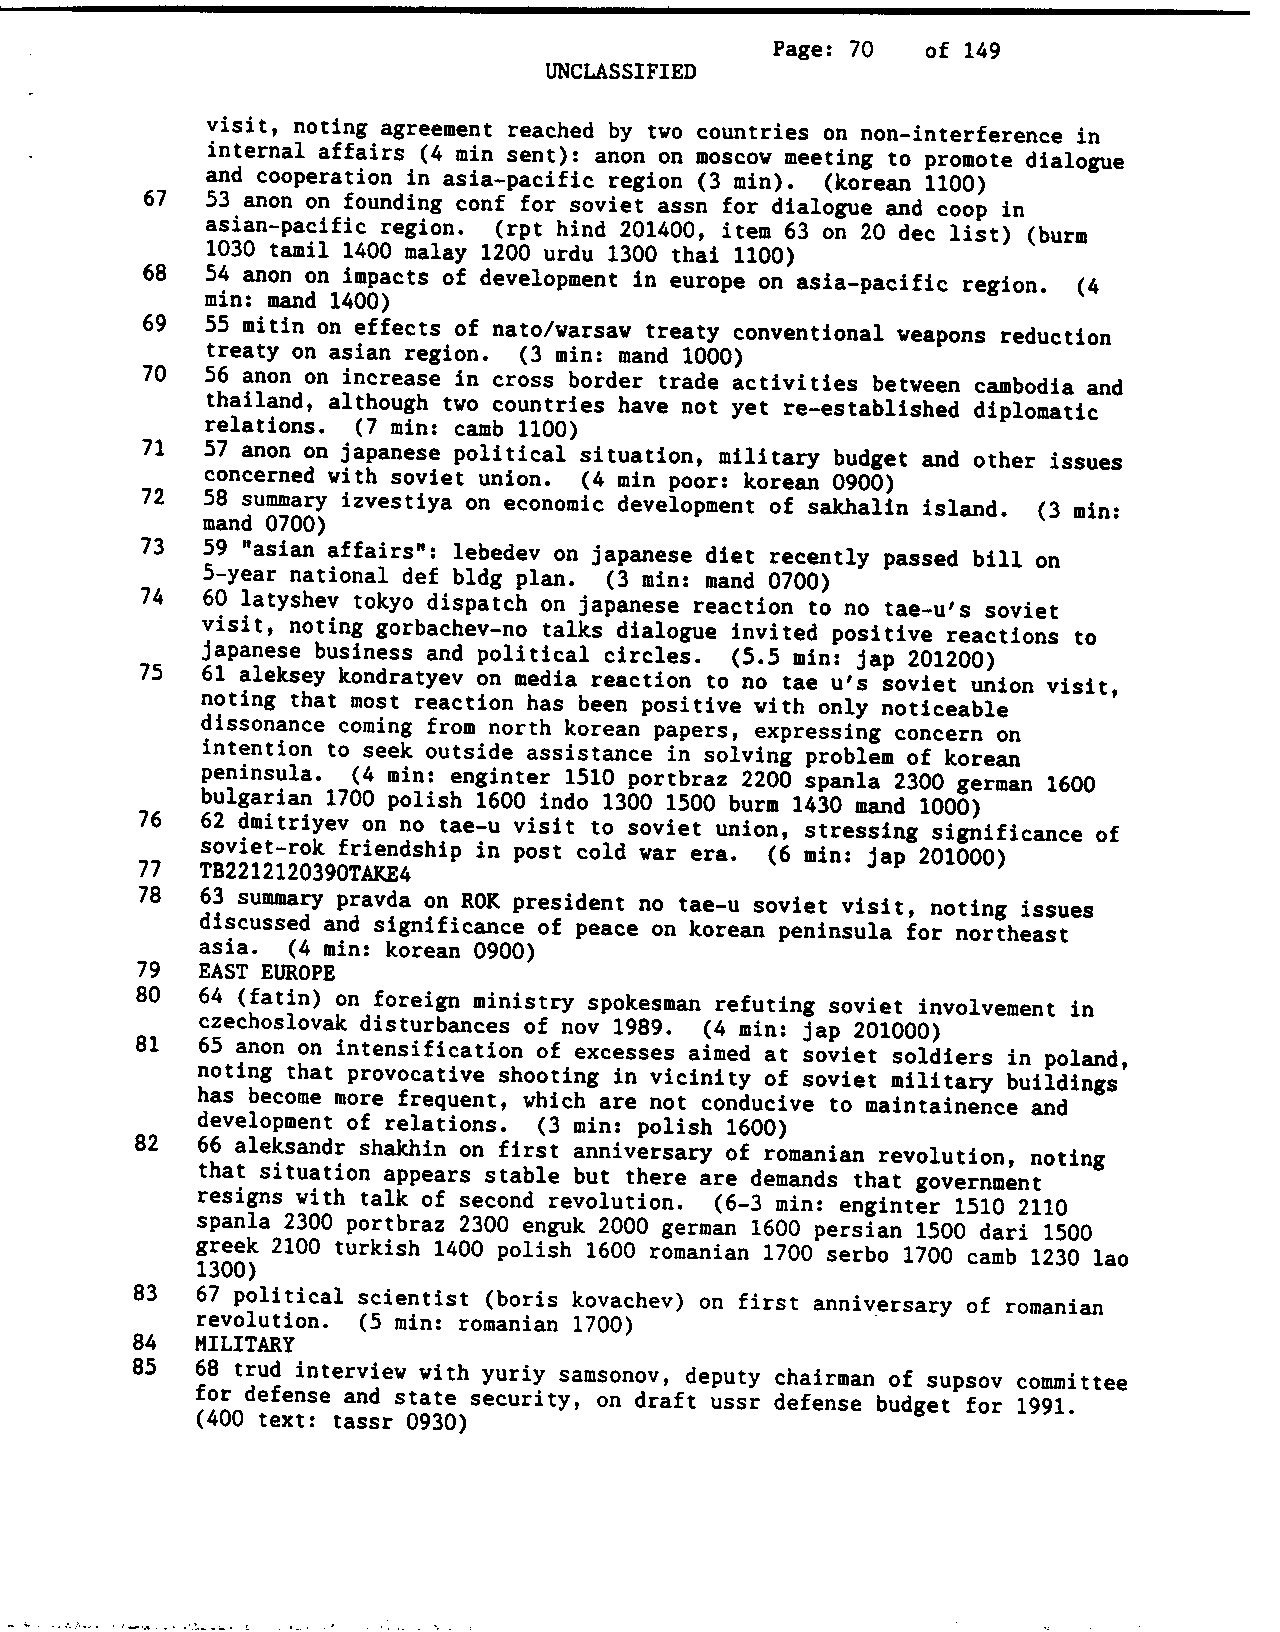 Page: 70 of 149
UNCLASSIFIED
visit, noting agreement reached by two countries on non-interference in
internal affairs (4 min sent): anon on moscow meeting to promote dialogue
and cooperation in asia-pacific region (3 min). (korean 1100)
67 53 anon on founding conf for soviet assn for dialogue and coop in
asian-pacific region. (rpt hind 201400, item 63 on 20 dec list) (burm
1030 tamil 1400 malay 1200 urdu 1300 thai 1100)
68 54 anon on impacts of development in europe on asia-pacific region. (4
min: mand 1400)
69 55 mitin on effects of nato/warsaw treaty conventional weapons reduction
treaty on asian region. (3 min: mand 1000)
70 56 anon on increase in cross border trade activities between cambodia and
thailand, although two countries have not yet re-established diplomatic
relations. (7 min: camb 1100)
71 57 anon on japanese political situation, military budget and other issues
concerned with soviet union. (4 min poor: korean 0900)
72 58 summary izvestiya on economic development of sakhalin island. (3 min:
mand 0700)
73 59 "asian affairs": lebedev on japanese diet recently passed bill on
5-year national def bldg plan. (3 min: mand 0700)
74 60 latyshev tokyo dispatch on japanese reaction to no tae-u's soviet
visit, noting gorbachev-no talks dialogue invited positive reactions to
japanese business and political circles. (5.5 min: jap 201200)
75 61 aleksey kondratyev on media reaction to no tae u's soviet union visit,
noting that most reaction has been positive with only noticeable
dissonance coming from north korean papers, expressing concern on
intention to seek outside assistance in solving problem of korean
peninsula. (4 min: enginter 1510 portbraz 2200 spanla 2300 german 1600
bulgarian 1700 polish 1600 indo 1300 1500 burm 1430 mand 1000)
76 62 dmitriyev on no tae-u visit to soviet union, stressing significance of
soviet-rok friendship in post cold war era. (6 min: jap 201000)
77 TB2212120390TAKE4
78 63 summary pravda on ROK president no tae-u soviet visit, noting issues
discussed and significance of peace on korean peninsula for northeast
asia. (4 min: korean 0900)
79 EAST EUROPE
80 64 (fatin) on foreign ministry spokesman refuting soviet involvement in
czechoslovak disturbances of nov 1989. (4 min: jap 201000)
81 65 anon on intensification of excesses aimed at soviet soldiers in poland,
noting that provocative shooting in vicinity of soviet military buildings
has become more frequent, which are not conducive to maintainence and
development of relations. (3 min: polish 1600)
82 66 aleksandr shakhin on first anniversary of romanian revolution, noting
that situation appears stable but there are demands that government
resigns with talk of second revolution. (6-3 min: enginter 1510 2110
spanla 2300 portbraz 2300 enguk 2000 german 1600 persian 1500 dari 1500
greek 2100 turkish 1400 polish 1600 romanian 1700 serbo 1700 camb 1230 lao
1300)
83 67 political scientist (boris kovachev) on first anniversary of romanian
revolution. (5 min: romanian 1700)
84 MILITARY
85 68 trud interview with yuriy samsonov, deputy chairman of supsov committee
for defense and state security, on draft ussr defense budget for 1991.
(400 text: tassr 0930)